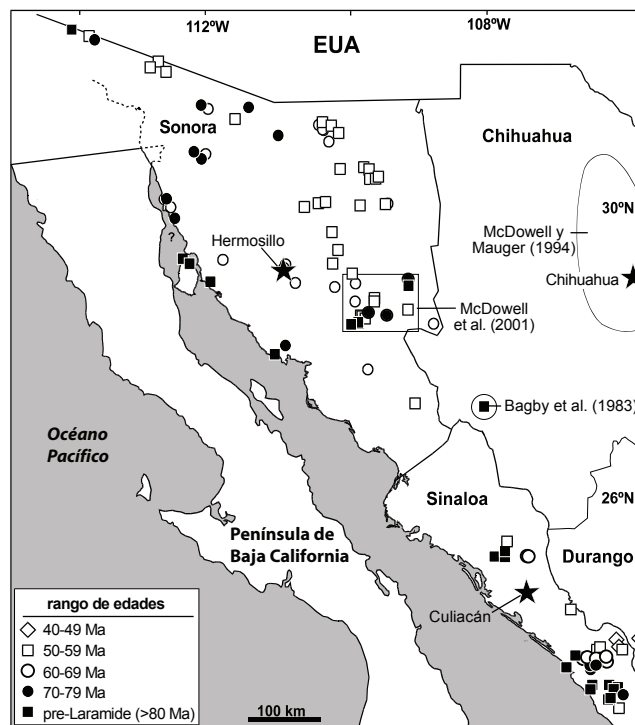 112ºW
108ºW
EUA
Sonora
Chihuahua
30ºN
McDowell y
Mauger (1994)
Hermosillo
Chihuahua
?
McDowell
et al. (2001)
Bagby et al. (1983)
Océano
Pacífico
26ºN
Sinaloa
Península de
Baja California
Durango
Culiacán
rango de edades
40-49 Ma
50-59 Ma
60-69 Ma
70-79 Ma
pre-Laramide (>80 Ma)
100 km